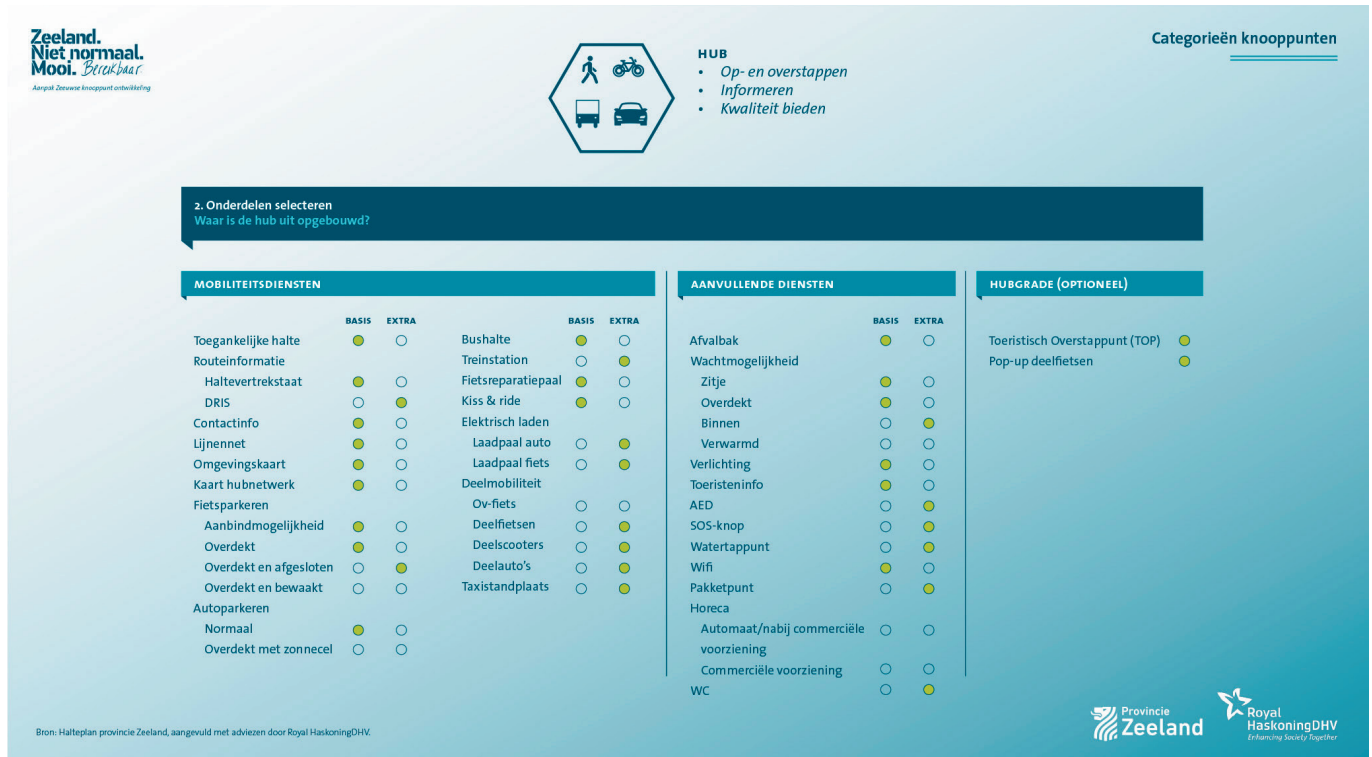 Zeeland.
Niet normaal.
Mooi. Bereikbaar
Aanpak Zeeuwse knooppunt ontwikkeling
Categorieën knooppunten
HUB
• Op- en overstappen
• Informeren
• Kwaliteit bieden
2. Onderdelen selecteren
Waar is de hub uit opgebouwd?
MOBILITEITSDIENSTEN
BASIS EXTRA
Toegankelijke halte
Routeinformatie
Haltevertrekstaat
DRIS
Contactinfo
Lijnennet
Omgevingskaart
Kaart hubnetwerk
Fietsparkeren
Aanbindmogelijkheid
Overdekt
Overdekt en afgesloten
Overdekt en bewaakt
Autoparkeren
Normaal
Overdekt met zonnecel
BASIS EXTRA
Bushalte
Treinstation
Fietsreparatiepaal
Kiss & ride
Elektrisch laden
Laadpaal auto
Laadpaal fiets
Deelmobiliteit
Ov-fiets
Deelfietsen
Deelscooters
Deelauto's
Taxistandplaats
AANVULLENDE DIENSTEN
BASIS EXTRA
Afvalbak
Wachtmogelijkheid
Zitje
Overdekt
Binnen
Verwarmd
Verlichting
Toeristeninfo
AED
SOS-knop
Watertappunt
Wifi
Pakketpunt
Horeca
Automaat/nabij commerciële
voorziening
Commerciële voorziening
WC
HUBGRADE (OPTIONEEL)
Toeristisch Overstappunt (TOP)
Pop-up deelfietsen
Bron: Halteplan provincie Zeeland, aangevuld met adviezen door Royal HaskoningDHV.
Provincie
Zeeland
Royal
HaskoningDHV
Enhancing Society Together